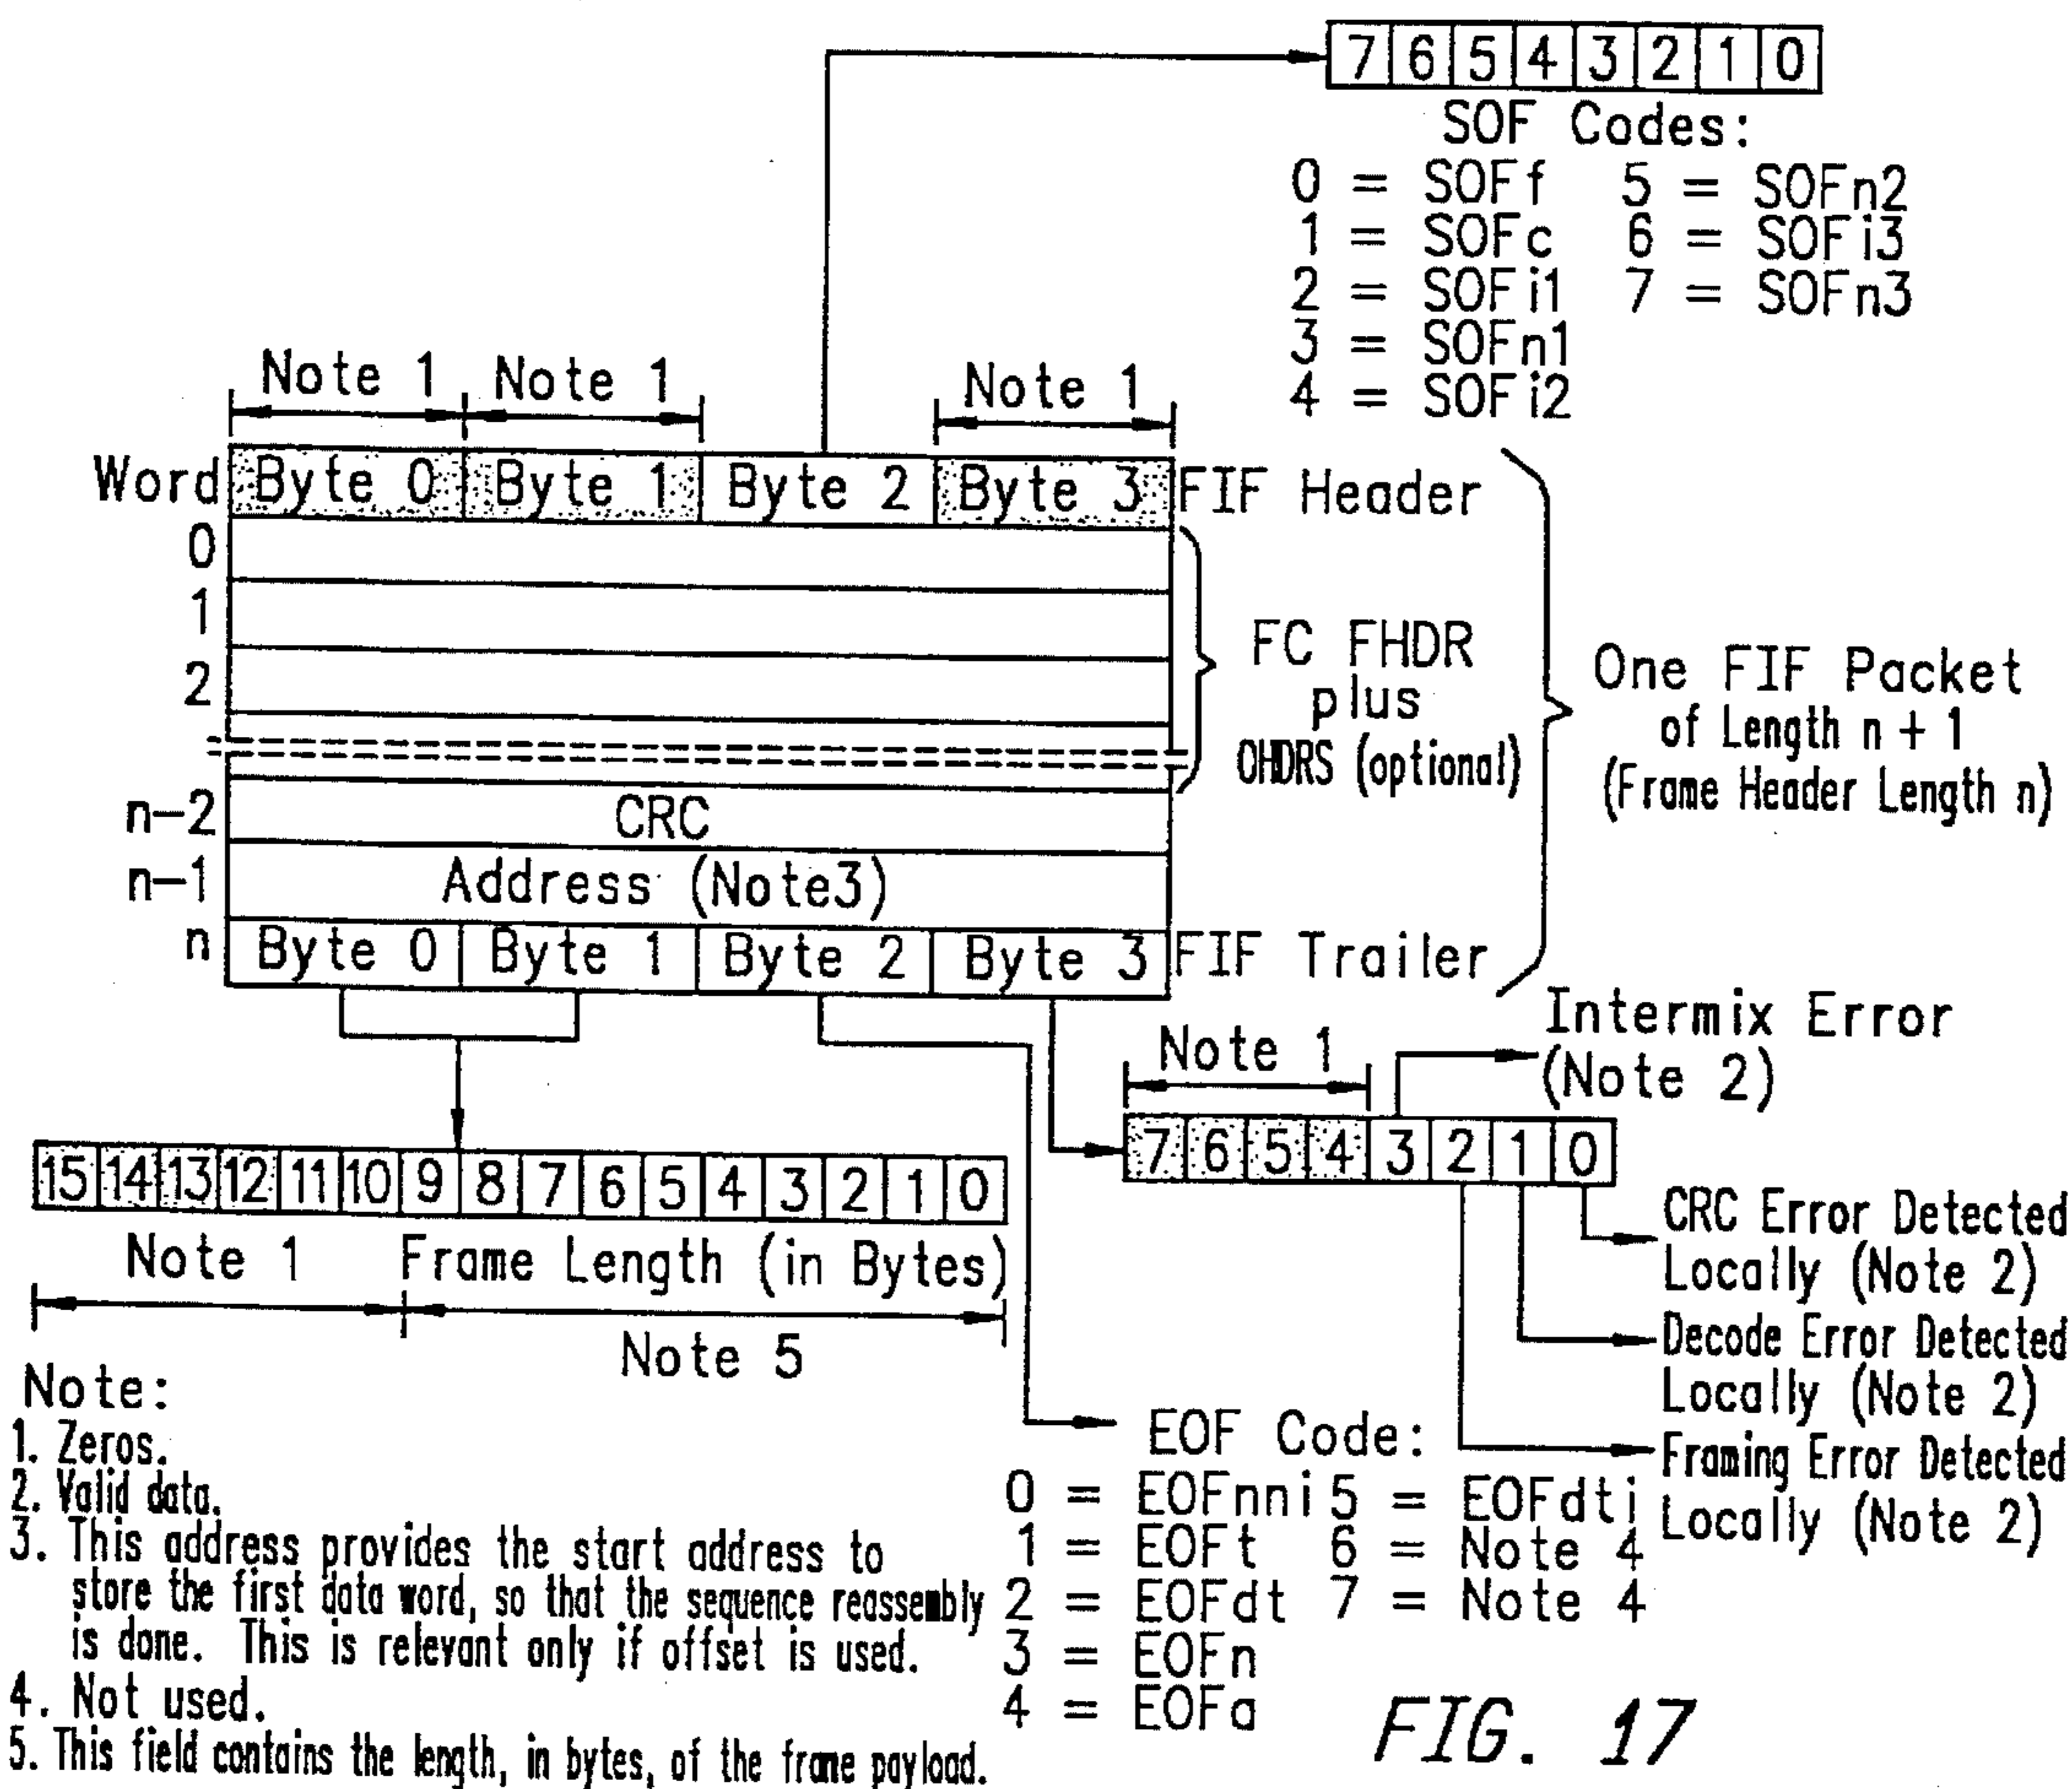 7 6 5 4 3 2 1 0
SOF Codes:
0 = SOFf 5 = SOFn2
1 = SOFc 6 = SOFi3
2 = SOFi1 7 = SOFn3
3 = SOFn1
4 = SOFi2
Note 1 Note 1 Note 1
Word Byte 0 Byte 1 Byte 2 Byte 3 FIF Header
0
1
2
FC FHDR
plus
OHDRS (optional)
One FIF Packet
of Length n + 1
(Frame Header Length n)
n-2 CRC
n-1 Address (Note3)
n Byte 0 Byte 1 Byte 2 Byte 3 FIF Trailer
Intermix Error
(Note 2)
Note 1
7 6 5 4 3 2 1 0
15 14 13 12 11 10 9 8 7 6 5 4 3 2 1 0
Note 1 Frame Length (in Bytes)
Note 5
CRC Error Detected
Locally (Note 2)
Decode Error Detected
Locally (Note 2)
Framing Error Detected
Locally (Note 2)
EOF Code:
0 = EOFnni 5 = EOFdti
1 = EOFt 6 = Note 4
2 = EOFdt 7 = Note 4
3 = EOFn
4 = EOFa
Note:
1. Zeros.
2. Valid data.
3. This address provides the start address to
store the first data word, so that the sequence reassembly
is done. This is relevant only if offset is used.
4. Not used.
5. This field contains the length, in bytes, of the frame payload.
FIG. 17